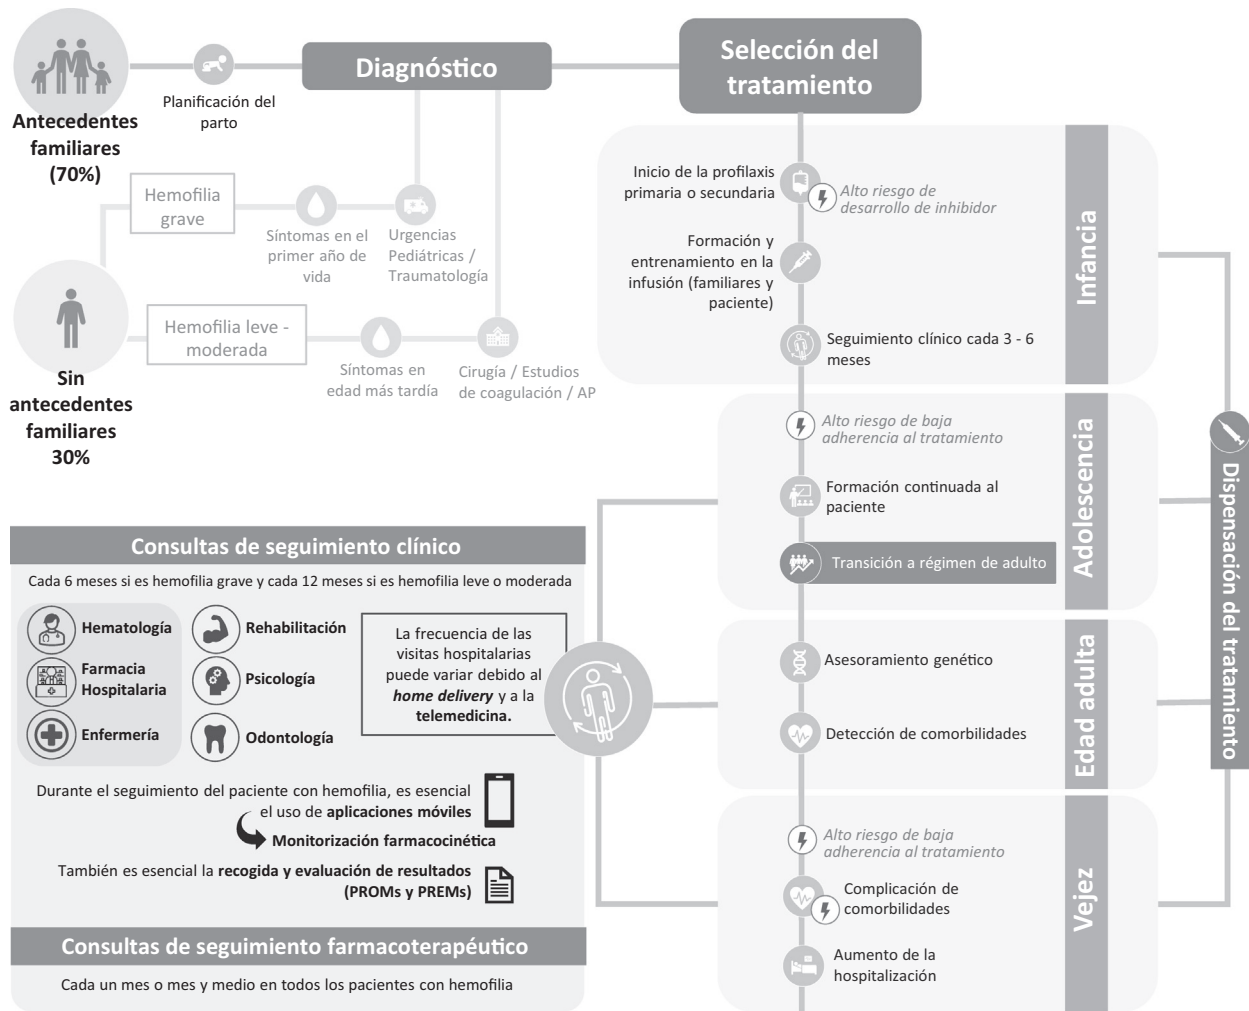 Antecedentes
familiares
(70%)
Planificación del
parto
Diagnóstico
Selección del
tratamiento
Hemofilia
grave
Síntomas en el
primer año de
vida
Urgencias
Pediátricas /
Traumatología
Sin
antecedentes
familiares
30%
Hemofilia leve -
moderada
Síntomas en
edad más tardía
Cirugía / Estudios
de coagulación / AP
Infancia
Inicio de la profilaxis
primaria o secundaria
Alto riesgo de
desarrollo de inhibidor
Formación y
entrenamiento en la
infusión (familiares y
paciente)
Seguimiento clínico cada 3 - 6
meses
Adolescencia
Alto riesgo de baja
adherencia al tratamiento
Formación continuada al
paciente
Transición a régimen de adulto
Edad adulta
Asesoramiento genético
Detección de comorbilidades
Vejez
Alto riesgo de baja
adherencia al tratamiento
Complicación de
comorbilidades
Aumento de la
hospitalización
Dispensación del tratamiento
Consultas de seguimiento clínico
Cada 6 meses si es hemofilia grave y cada 12 meses si es hemofilia leve o moderada
Hematología
Farmacia
Hospitalaria
Enfermería
Rehabilitación
Psicología
Odontología
La frecuencia de las
visitas hospitalarias
puede variar debido al
home delivery y a la
telemedicina.
Durante el seguimiento del paciente con hemofilia, es esencial
el uso de aplicaciones móviles
Monitorización farmacocinética
También es esencial la recogida y evaluación de resultados
(PROMs y PREMs)
Consultas de seguimiento farmacoterapéutico
Cada un mes o mes y medio en todos los pacientes con hemofilia